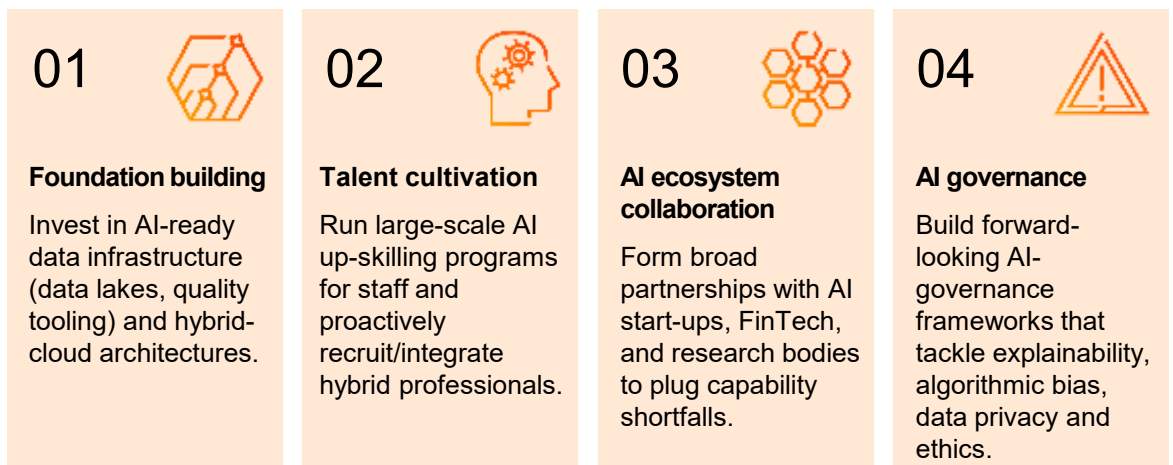 01
Foundation building
Invest in AI-ready
data infrastructure
(data lakes, quality
tooling) and hybrid-
cloud architectures.
02
Talent cultivation
Run large-scale AI
up-skilling programs
for staff and
proactively
recruit/integrate
hybrid professionals.
03
AI ecosystem
collaboration
Form broad
partnerships with AI
start-ups, FinTech,
and research bodies
to plug capability
shortfalls.
04
AI governance
Build forward-
looking AI-
governance
frameworks that
tackle explainability,
algorithmic bias,
data privacy and
ethics.